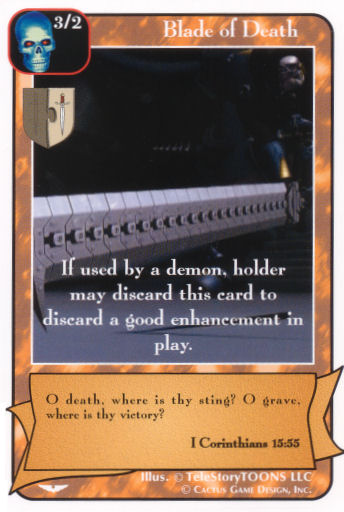 3/2
Blade of Death
If used by a demon, holder
may discard this card to
discard a good enhancement in
play.
O death, where is thy sting? O grave,
where is thy victory?
I Corinthians 15:55
Illus. © TeleStoryTOONS LLC
© Cactus Game Design, Inc.